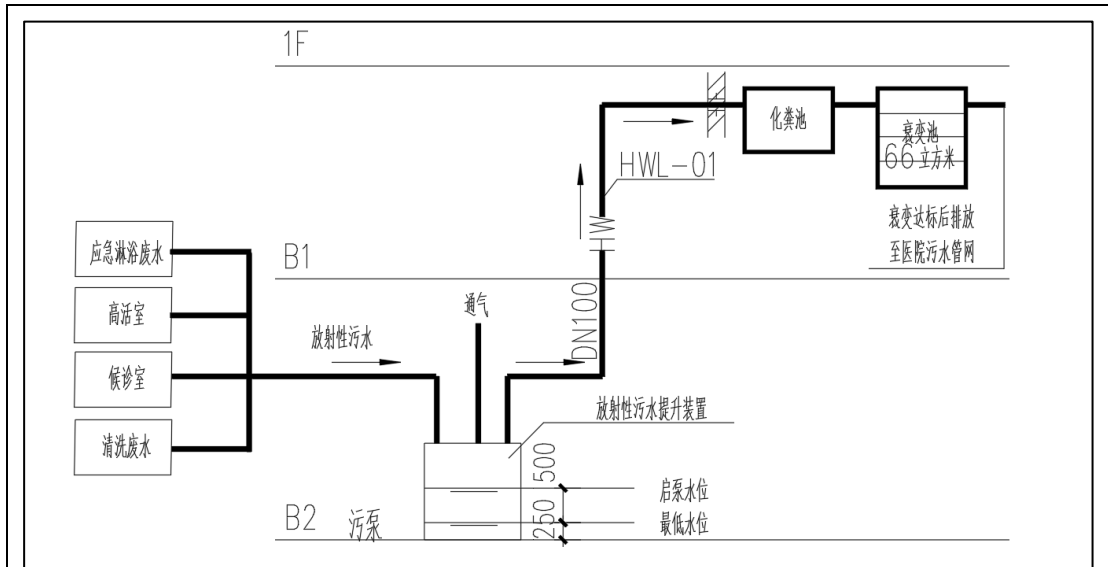 1F
化粪池
衰变池
66立方米
HWL-01
衰变达标后排放
至医院污水管网
应急淋浴废水
B1
HW
高活室
通气
DN100
放射性污水
候诊室
放射性污水提升装置
清洗废水
500
启泵水位
B2
污泵
250
最低水位